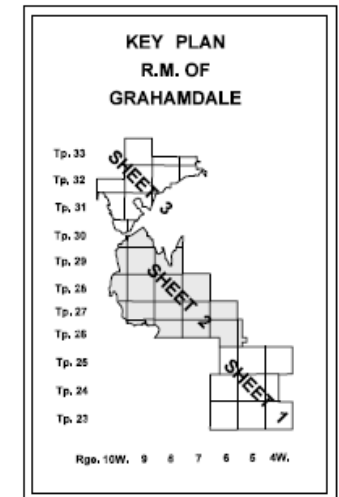 KEY PLAN
R.M. OF
GRAHAMDALE
Tp. 33
SHEET 3
Tp. 32
Tp. 31
Tp. 30
Tp. 29
SHEET 2
Tp. 28
Tp. 27
Tp. 26
Tp. 25
SHEET 1
Tp. 24
Tp. 23
Rge. 10W. 9 8 7 6 5 4W.